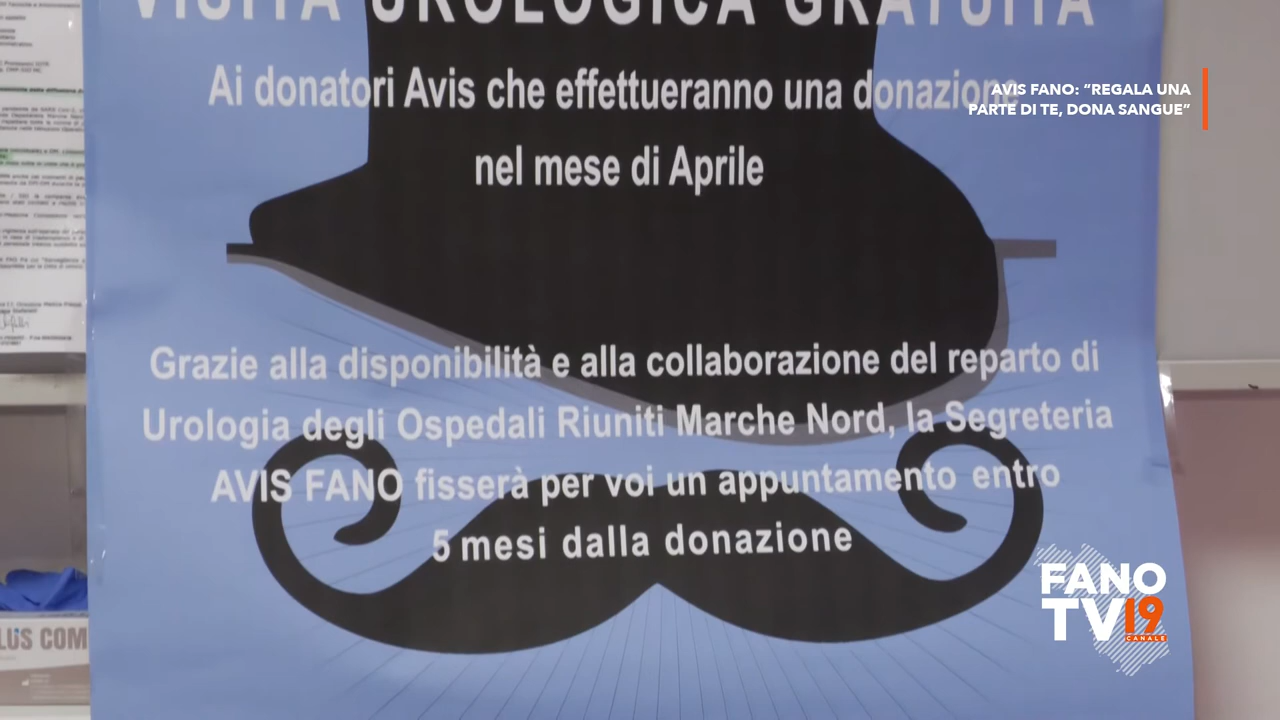 VISITA UROLOGICA GRATUITA
Ai donatori Avis che effettueranno una donazione
nel mese di Aprile
AVIS FANO: “REGALA UNA
PARTE DI TE, DONA SANGUE”
Grazie alla disponibilità e alla collaborazione del reparto di
Urologia degli Ospedali Riuniti Marche Nord, la Segreteria
AVIS FANO fisserà per voi un appuntamento entro
5 mesi dalla donazione
FANO
TV19
CANALE
LUS COM